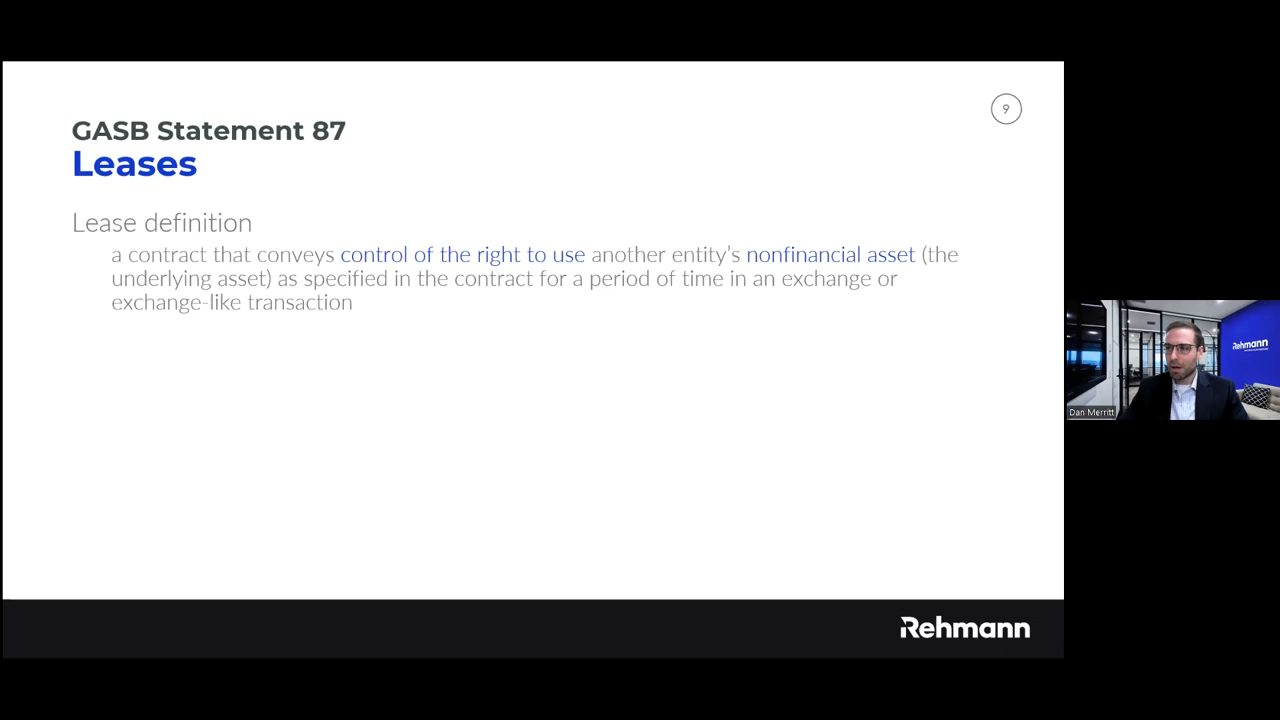 9
GASB Statement 87
Leases
Lease definition
a contract that conveys control of the right to use another entity’s nonfinancial asset (the
underlying asset) as specified in the contract for a period of time in an exchange or
exchange-like transaction
Rehmann
Dan Merritt
Rehmann